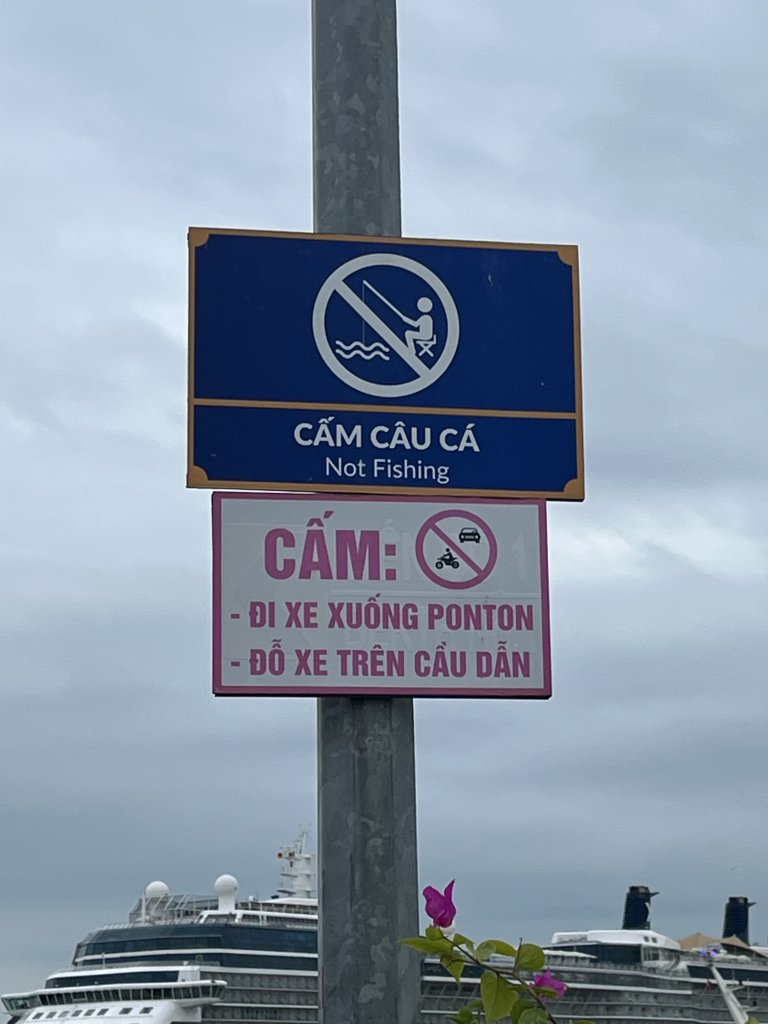 CẤM CÂU CÁ
Not Fishing
CẤM:
- ĐI XE XUỐNG PONTON
- ĐỖ XE TRÊN CẦU DẪN